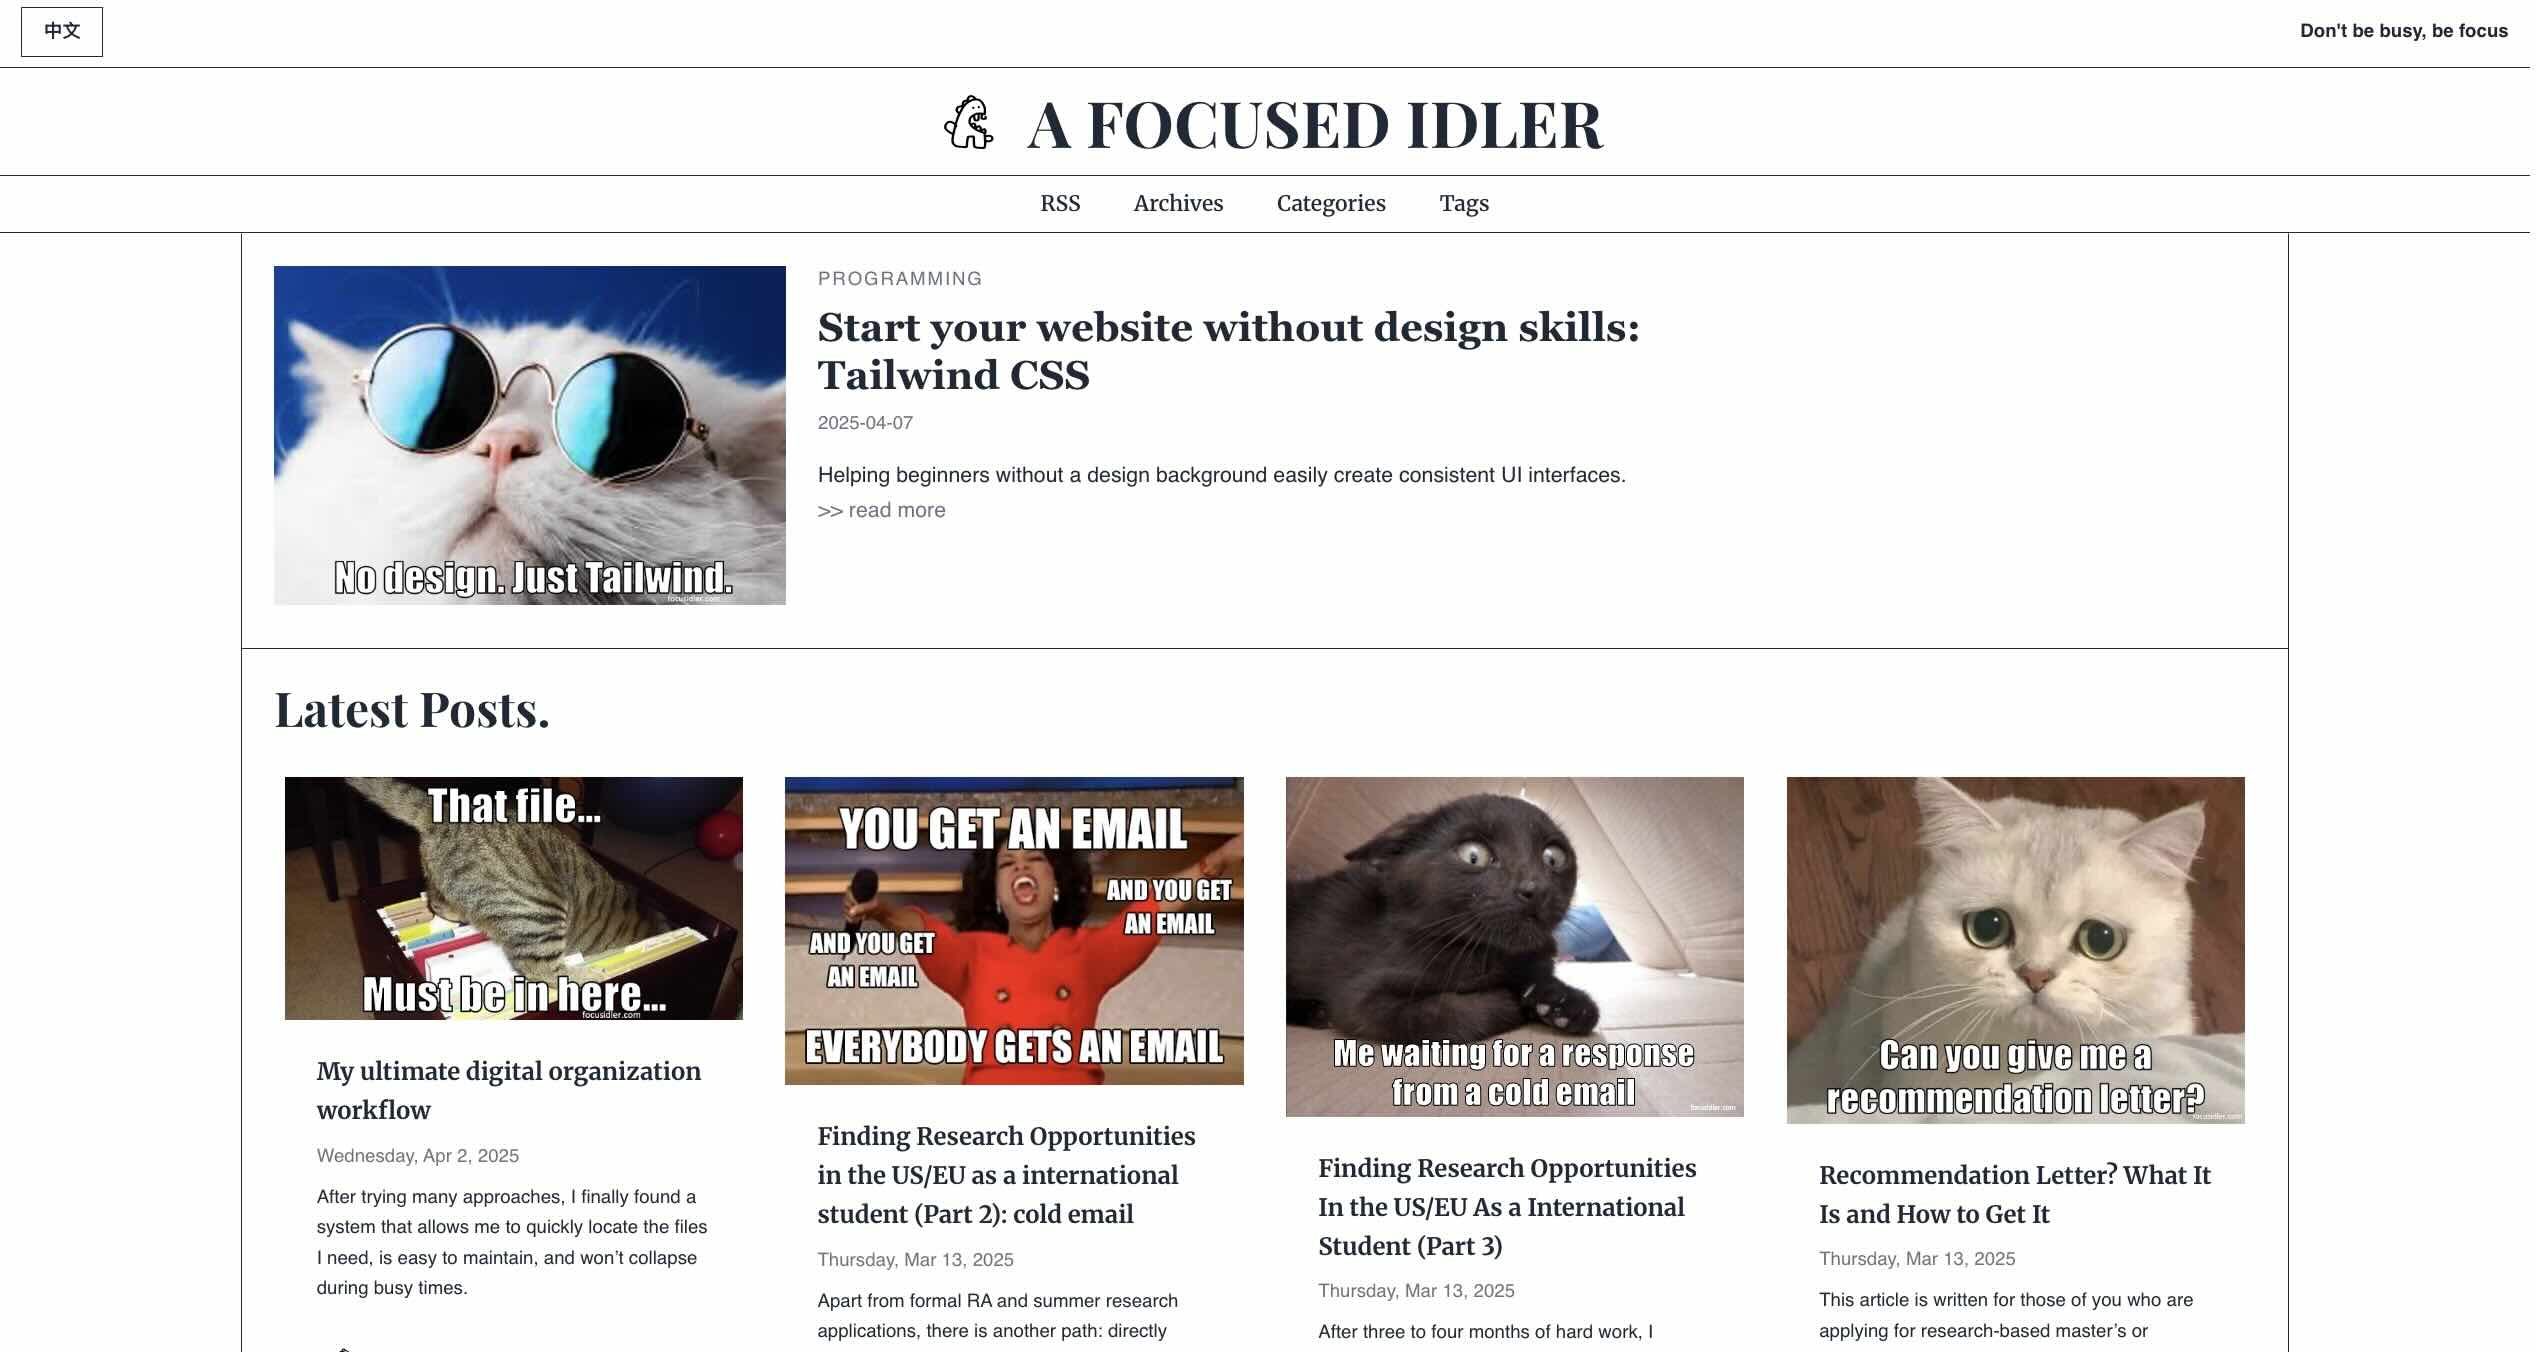 中文
Don't be busy, be focus
A FOCUSED IDLER
RSS Archives Categories Tags
No design. Just Tailwind.
focusidler.com
PROGRAMMING
Start your website without design skills:
Tailwind CSS
2025-04-07
Helping beginners without a design background easily create consistent UI interfaces.
>> read more
Latest Posts.
That file...
Must be in here...
focusidler.com
My ultimate digital organization
workflow
Wednesday, Apr 2, 2025
After trying many approaches, I finally found a
system that allows me to quickly locate the files
I need, is easy to maintain, and won’t collapse
during busy times.
YOU GET AN EMAIL
AND YOU GET
AN EMAIL
AND YOU GET
AN EMAIL
EVERYBODY GETS AN EMAIL
Finding Research Opportunities
in the US/EU as a international
student (Part 2): cold email
Thursday, Mar 13, 2025
Apart from formal RA and summer research
applications, there is another path: directly
Me waiting for a response
from a cold email
focusidler.com
Finding Research Opportunities
In the US/EU As a International
Student (Part 3)
Thursday, Mar 13, 2025
After three to four months of hard work, I
Can you give me a
recommendation letter?
focusidler.com
Recommendation Letter? What It
Is and How to Get It
Thursday, Mar 13, 2025
This article is written for those of you who are
applying for research-based master’s or